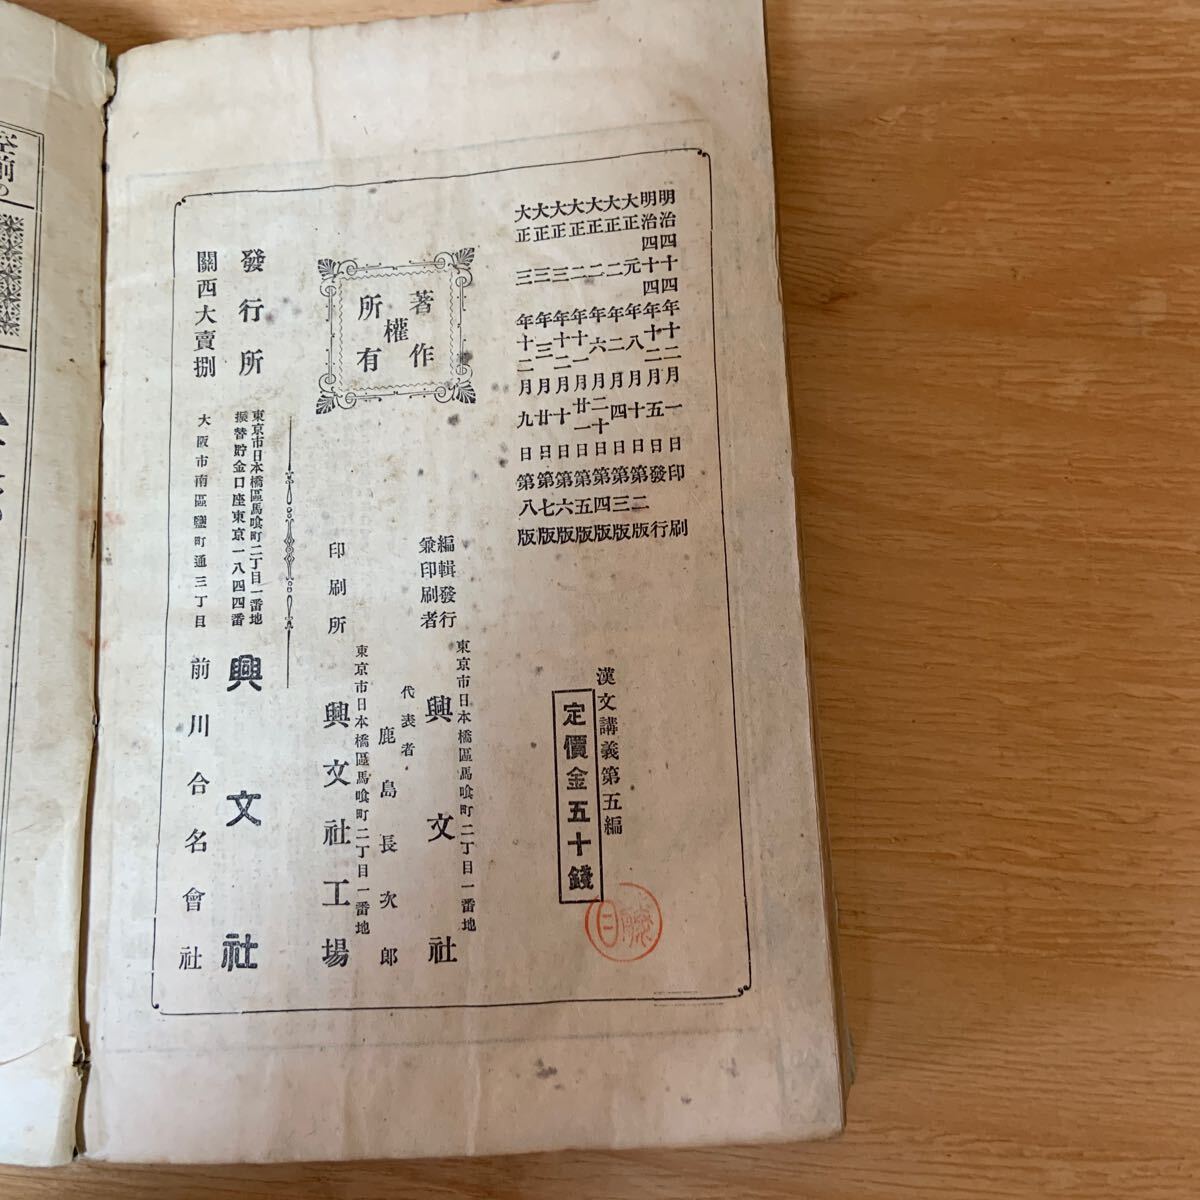 明治四十四年十二月一日印刷
明治四十四年十二月五日發行
大正元年八月十日第二版
大正二年二月四日第三版
大正二年六月二十日第四版
大正二年十一月廿一日第五版
大正三年十二月十日第六版
大正三年三月廿日第七版
大正三年十二月九日第八版
漢文講義第五編
定價金五十錢
著作
權
所有
編輯發行
兼印刷者
東京市日本橋區馬喰町二丁目一番地
興文社
代表者
鹿島長次郎
東京市日本橋區馬喰町二丁目一番地
印刷所
興文社工場
發行所
東京市日本橋區馬喰町二丁目一番地
振替貯金口座東京一八四四番
興文社
關西大賣捌
大阪市南區鹽町通三丁目
前川合名會社
空前の